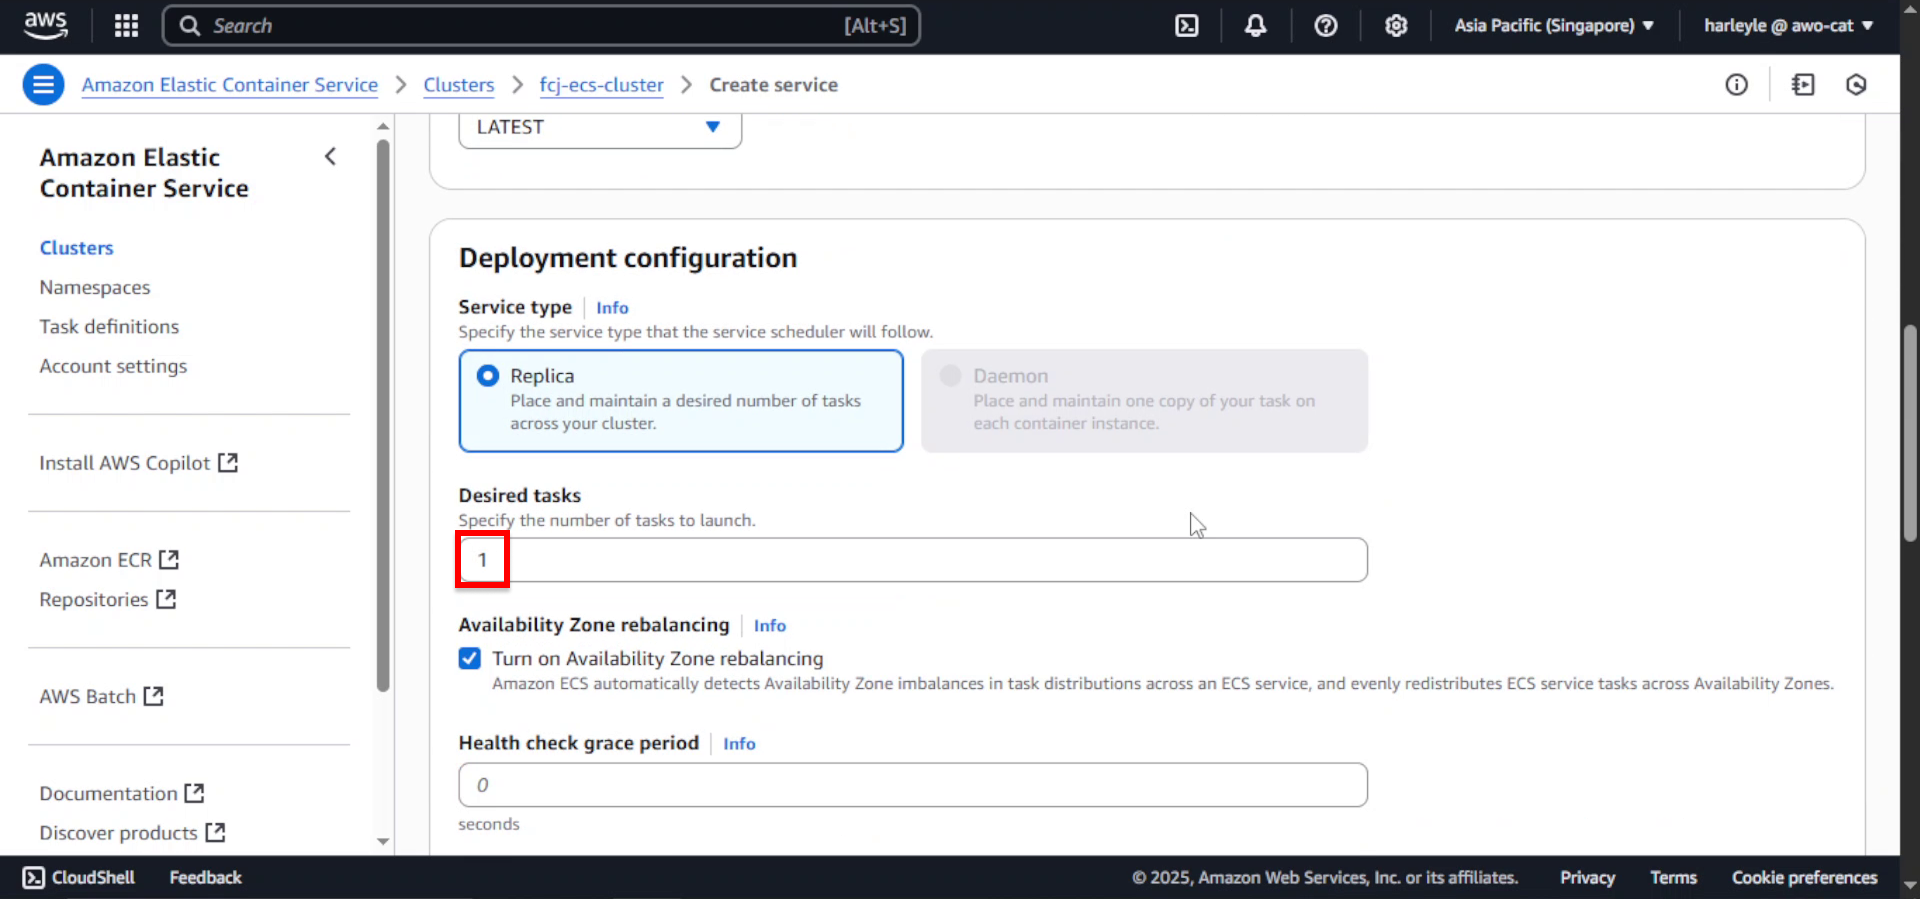 aws
Search
[Alt+S]
Asia Pacific (Singapore)
harleyle @ awo-cat
Amazon Elastic Container Service
Clusters
fcj-ecs-cluster
Create service
Amazon Elastic
Container Service
Clusters
Namespaces
Task definitions
Account settings
Install AWS Copilot
Amazon ECR
Repositories
AWS Batch
Documentation
Discover products
LATEST
Deployment configuration
Service type
Info
Specify the service type that the service scheduler will follow.
Replica
Place and maintain a desired number of tasks
across your cluster.
Daemon
Place and maintain one copy of your task on
each container instance.
Desired tasks
Specify the number of tasks to launch.
1
Availability Zone rebalancing
Info
Turn on Availability Zone rebalancing
Amazon ECS automatically detects Availability Zone imbalances in task distributions across an ECS service, and evenly redistributes ECS service tasks across Availability Zones.
Health check grace period
Info
0
seconds
CloudShell
Feedback
© 2025, Amazon Web Services, Inc. or its affiliates.
Privacy
Terms
Cookie preferences